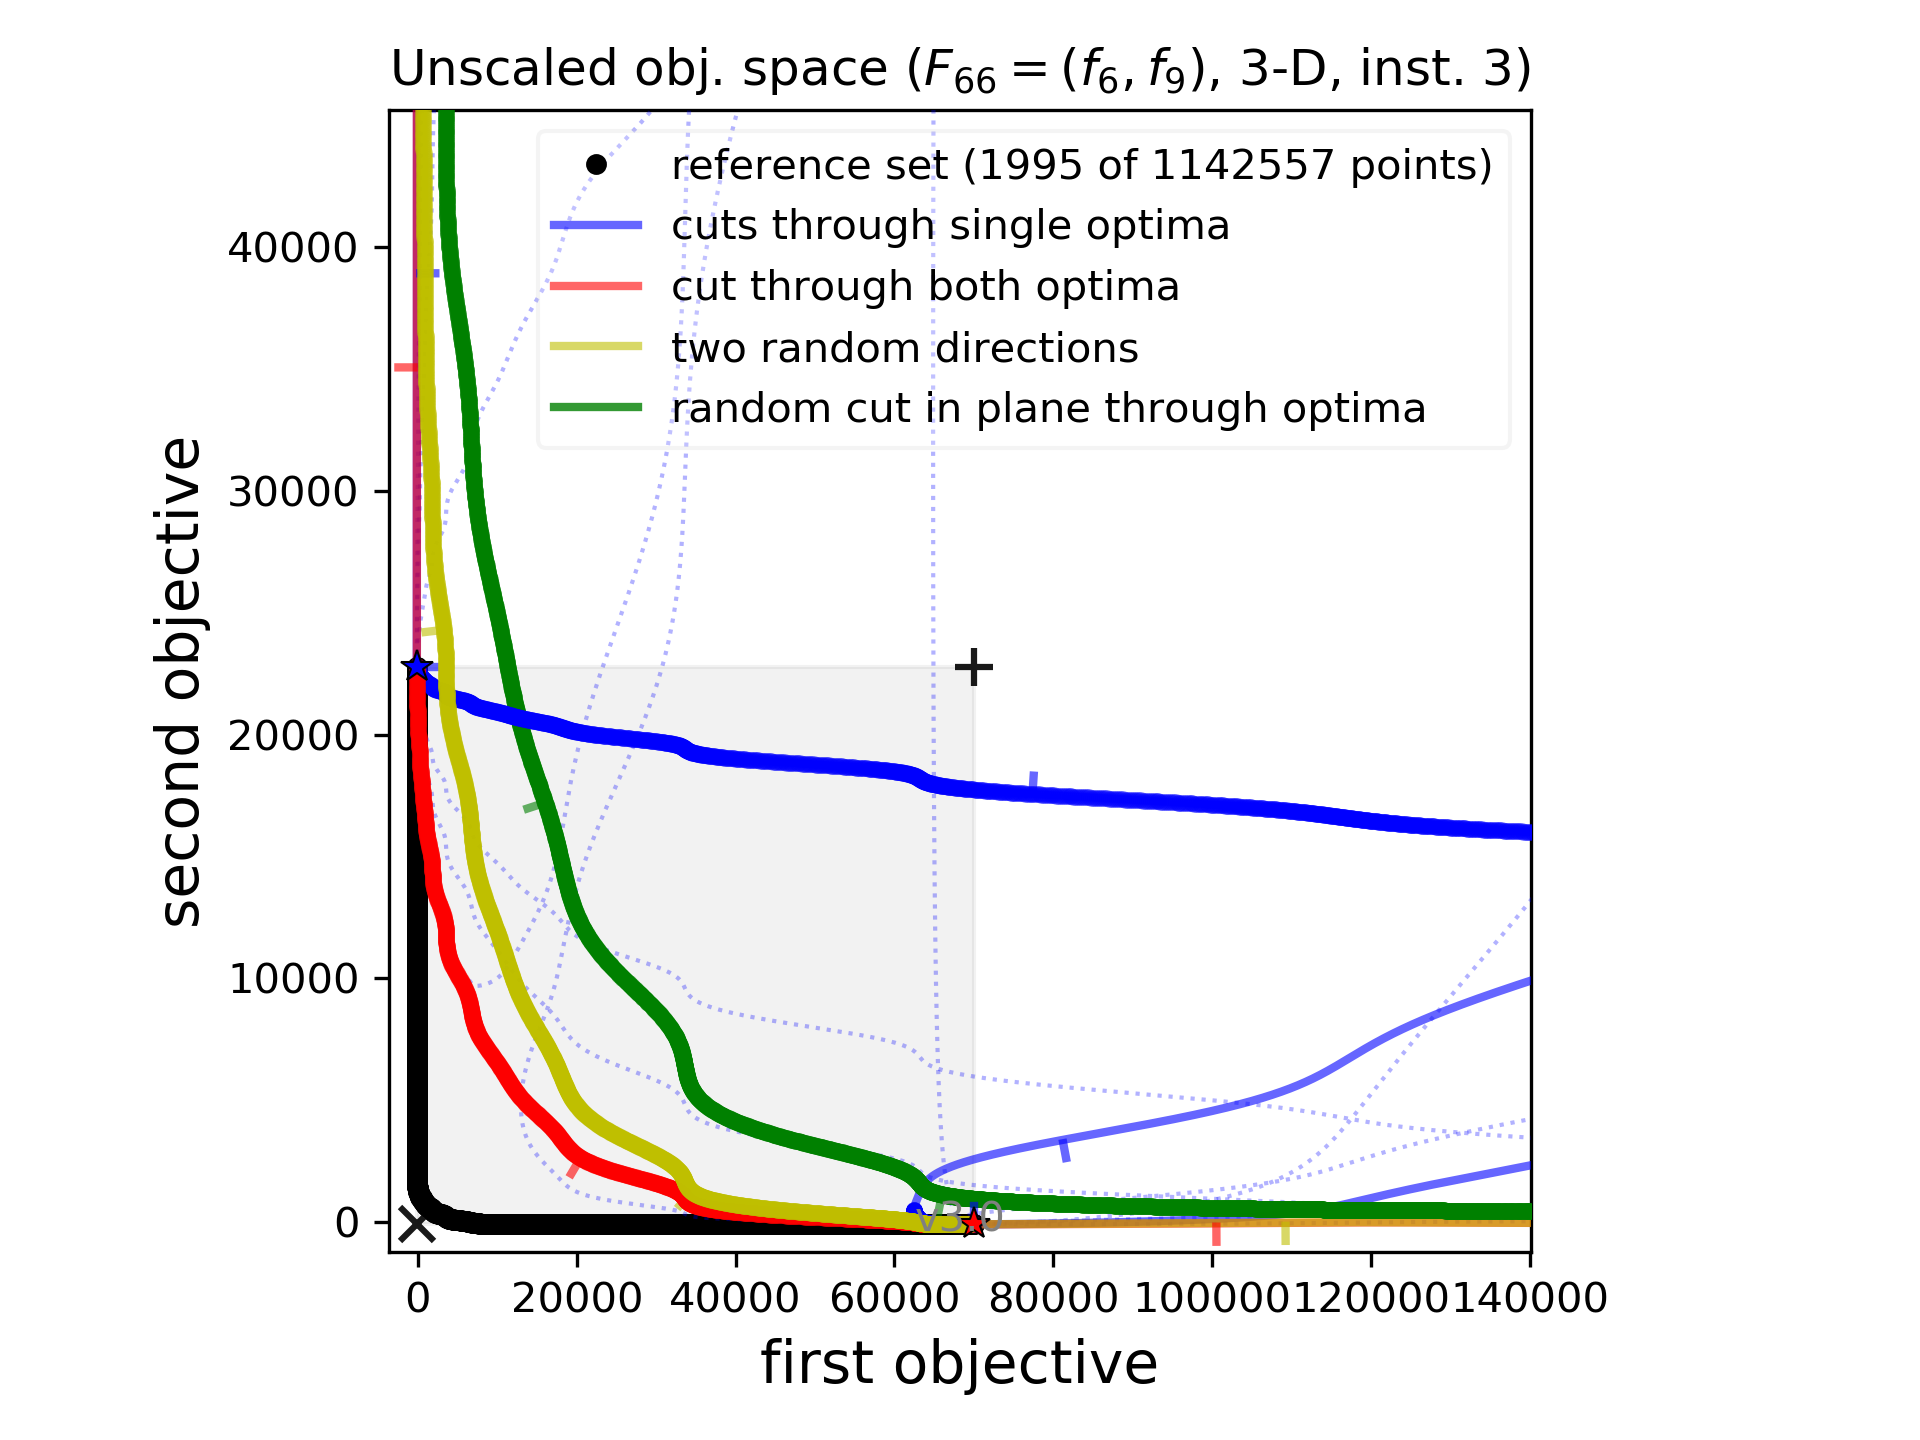 Unscaled obj. space (F66 = (f6, f9), 3-D, inst. 3)
reference set (1995 of 1142557 points)
cuts through single optima
cut through both optima
two random directions
random cut in plane through optima
second objective
40000
30000
20000
10000
0
v3.0
0 20000 40000 60000 80000 100000 120000 140000
first objective